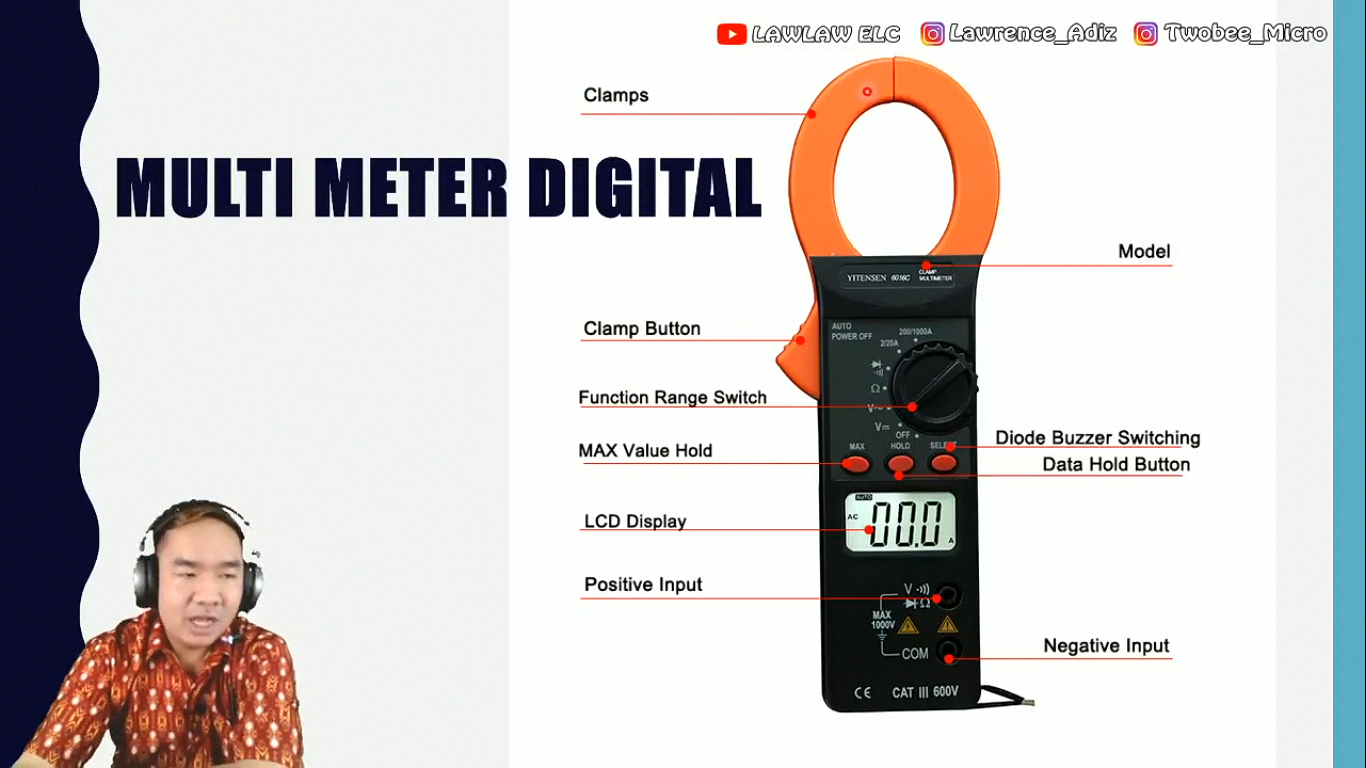 LAWLAW ELC Lawrence_Adiz Twobee_Micro
Clamps
MULTI METER DIGITAL
Model
YITENSEN 6016C CLAMP
MULTIMETER
Clamp Button
AUTO
POWER OFF
200/1000A
2/20A
Ω
Function Range Switch
V~
V
OFF
MAX HOLD SELECT
Diode Buzzer Switching
MAX Value Hold
Data Hold Button
LCD Display
AUTO
AC 00.0 A
Positive Input
V
Ω
MAX
1000V
COM
Negative Input
CE CAT III 600V